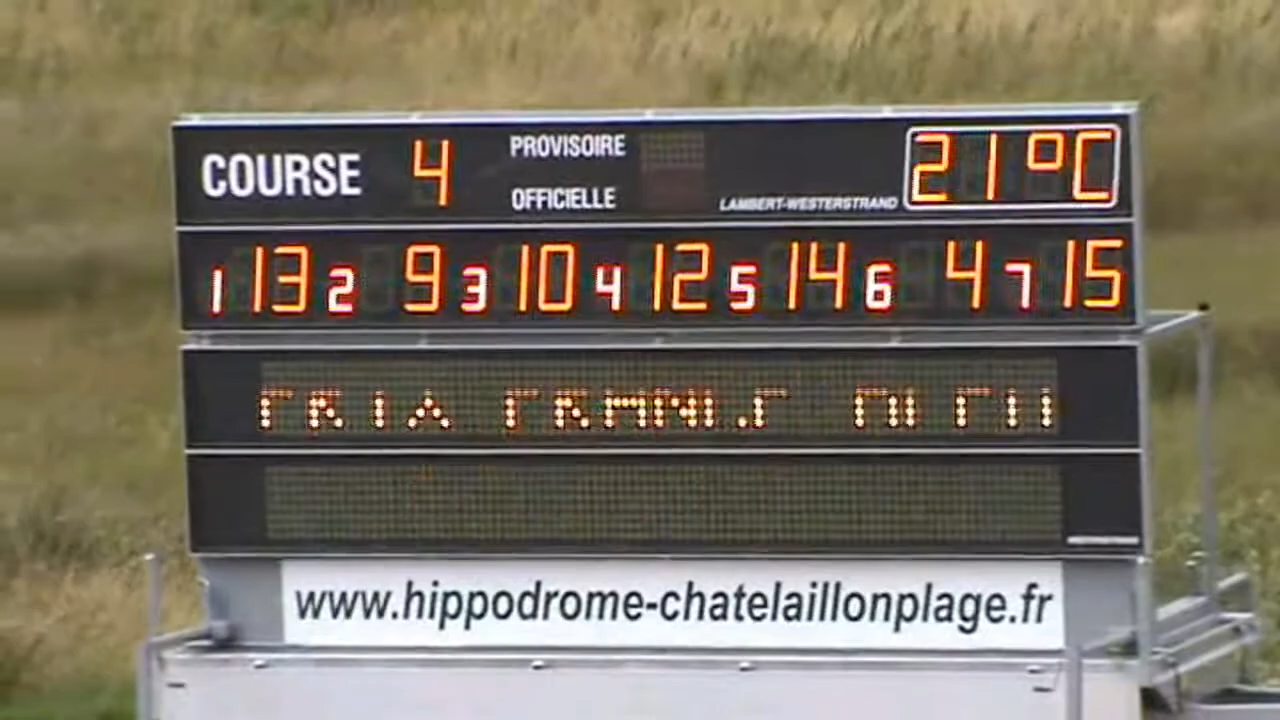 COURSE 4 PROVISOIRE 21°C
OFFICIELLE LAMBERT-WESTERSTRAND
1 13 2 9 3 10 4 12 5 14 6 4 7 15
www.hippodrome-chatelaillonplage.fr